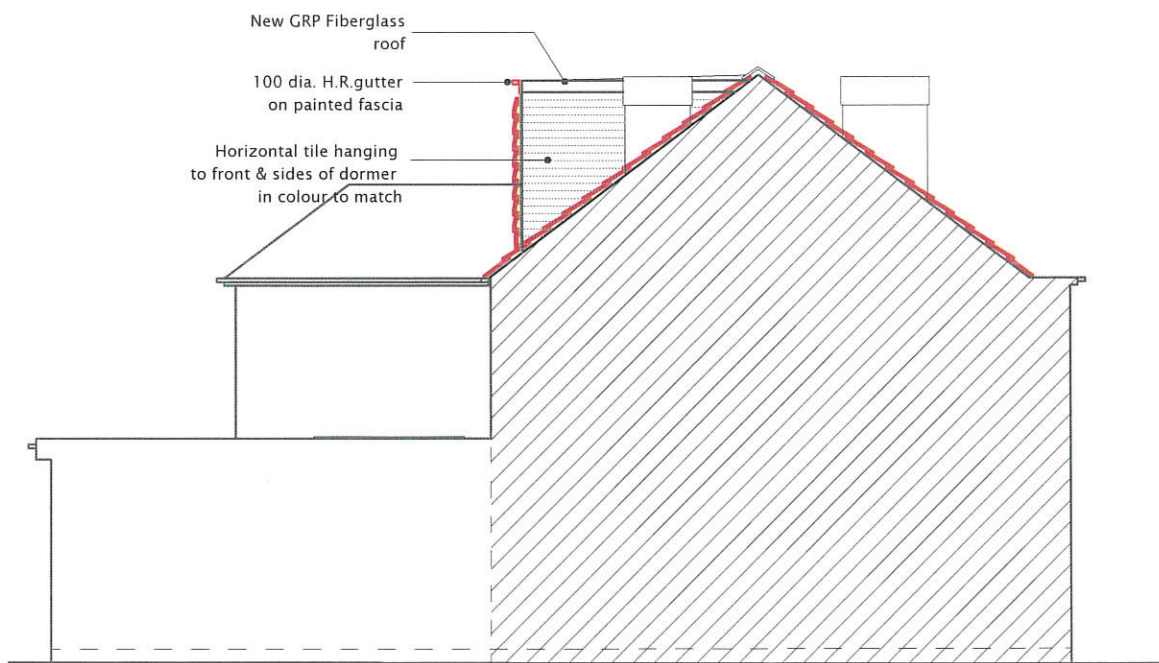 New GRP Fiberglass
roof
100 dia. H.R.gutter
on painted fascia
Horizontal tile hanging
to front & sides of dormer
in colour to match